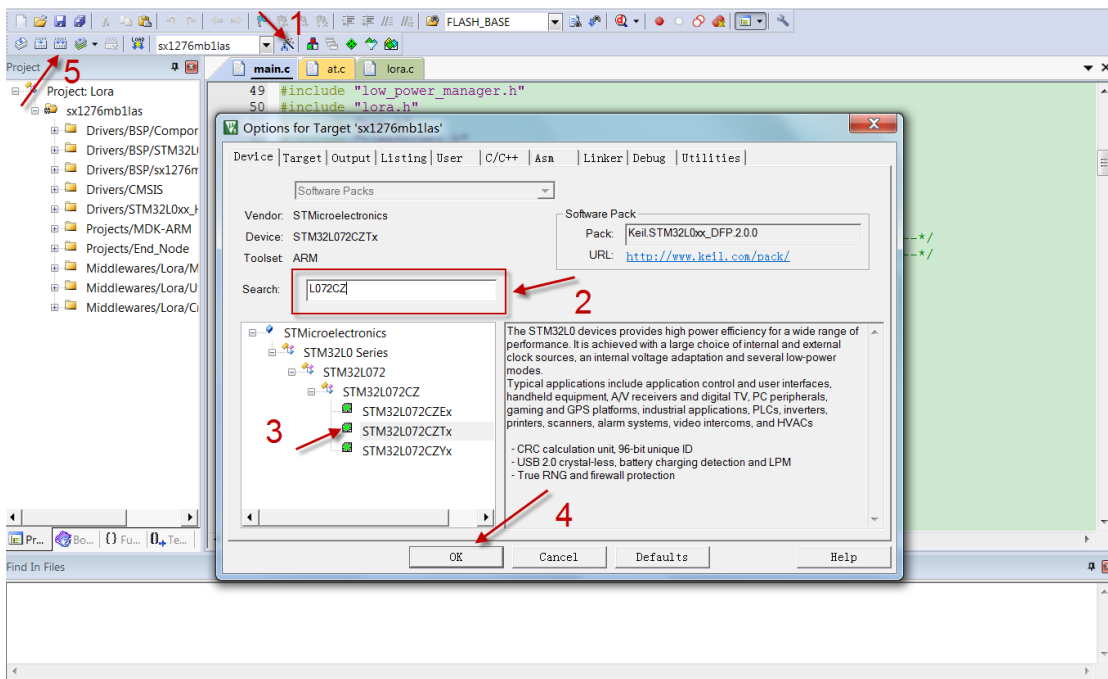 FLASH_BASE
1
LOAD
sx1276mb1las
5
Project
main.c
at.c
lora.c
Project: Lora
sx1276mb1las
Drivers/BSP/Compor
Drivers/BSP/STM32L
Drivers/BSP/sx1276m
Drivers/CMSIS
Drivers/STM32L0xx_H
Projects/MDK-ARM
Projects/End_Node
Middlewares/Lora/M
Middlewares/Lora/U
Middlewares/Lora/Cr
49 #include "low_power_manager.h"
50 #include "lora.h"
--*/
--*/
Options for Target 'sx1276mb1las'
Device Target Output Listing User C/C++ Asm Linker Debug Utilities
Software Packs
Vendor: STMicroelectronics
Device: STM32L072CZTx
Toolset: ARM
Software Pack
Pack: Keil.STM32L0xx_DFP.2.0.0
URL: http://www.keil.com/pack/
Search: L072CZ
2
STMicroelectronics
STM32L0 Series
STM32L072
STM32L072CZ
STM32L072CZEx
STM32L072CZTx
STM32L072CZYx
3
The STM32L0 devices provides high power efficiency for a wide range of
performance. It is achieved with a large choice of internal and external
clock sources, an internal voltage adaptation and several low-power
modes.
Typical applications include application control and user interfaces,
handheld equipment, A/V receivers and digital TV, PC peripherals,
gaming and GPS platforms, industrial applications, PLCs, inverters,
printers, scanners, alarm systems, video intercoms, and HVACs
- CRC calculation unit, 96-bit unique ID
- USB 2.0 crystal-less, battery charging detection and LPM
- True RNG and firewall protection
4
OK Cancel Defaults Help
Pr... Bo... {} Fu... 0 Te...
Find In Files